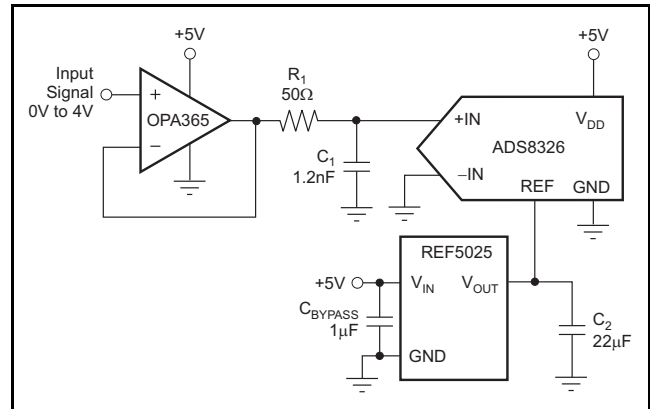 +5V
+5V
Input
Signal
0V to 4V
+
OPA365
−
R1
50Ω
C1
1.2nF
+IN
VDD
ADS8326
−IN
REF
GND
REF5025
+5V
VIN
VOUT
CBYPASS
1μF
GND
C2
22μF